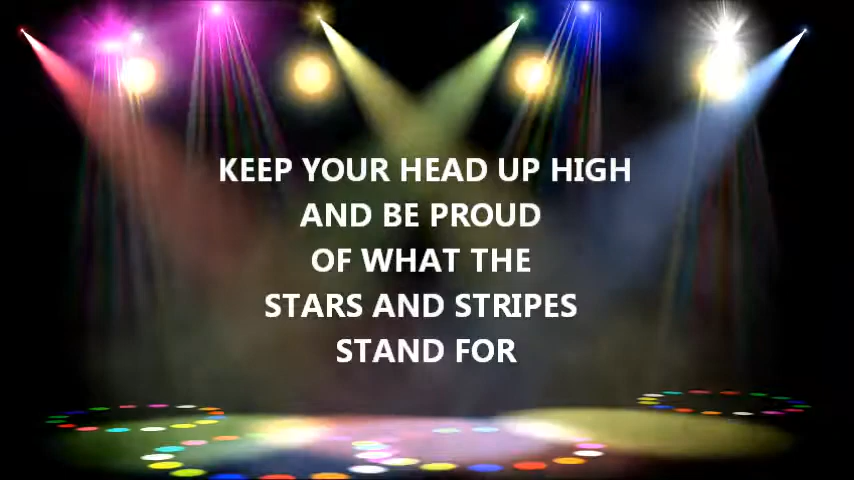 KEEP YOUR HEAD UP HIGH
AND BE PROUD
OF WHAT THE
STARS AND STRIPES
STAND FOR